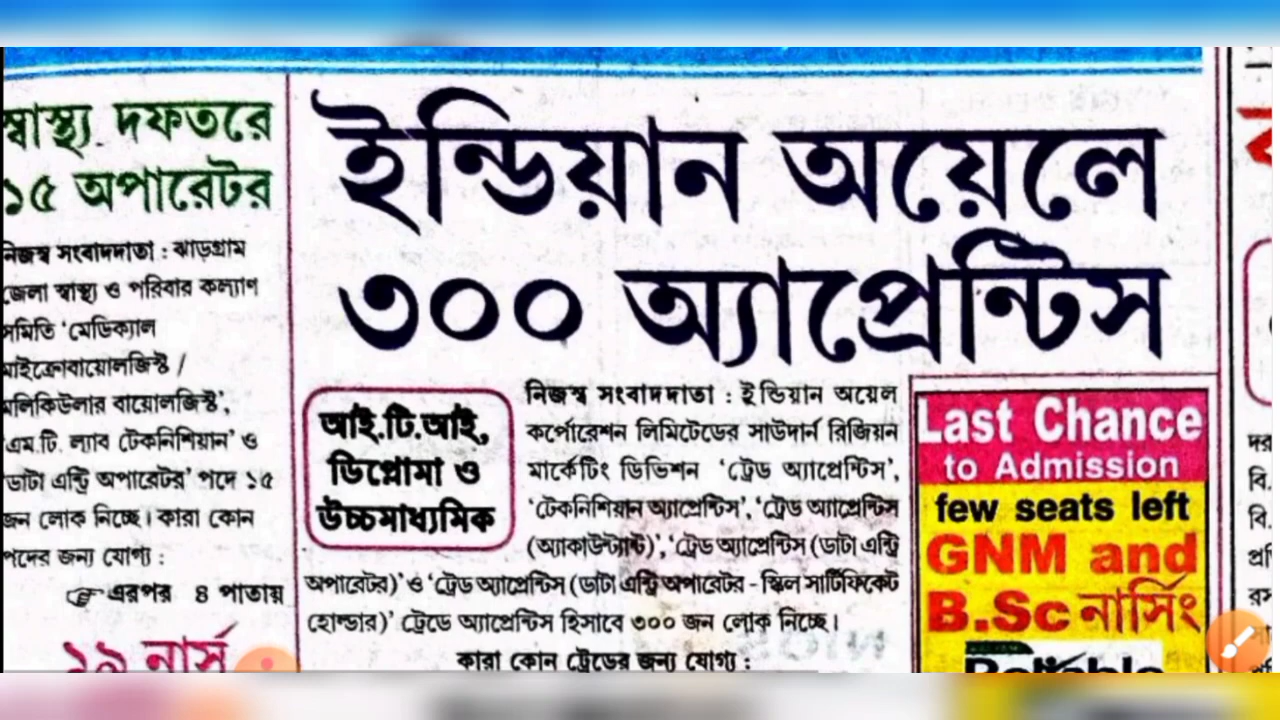 স্বাস্থ্য দফতরে
১৫ অপারেটর
নিজস্ব সংবাদদাতা : ঝাড়গ্রাম
জেলা স্বাস্থ্য ও পরিবার কল্যাণ
সমিতি ‘মেডিক্যাল
মাইক্রোবায়োলজিস্ট /
মলিকিউলার বায়োলজিস্ট’,
‘এম.টি. ল্যাব টেকনিশিয়ান’ ও
‘ডাটা এন্ট্রি অপারেটর’ পদে ১৫
জন লোক নিচ্ছে। কারা কোন
পদের জন্য যোগ্য :
এরপর ৪ পাতায়
১৯ নার্স
ইন্ডিয়ান অয়েলে
৩০০ অ্যাপ্রেন্টিস
আই.টি.আই,
ডিপ্লোমা ও
উচ্চমাধ্যমিক
নিজস্ব সংবাদদাতা : ইন্ডিয়ান অয়েল
কর্পোরেশন লিমিটেডের সাউদার্ন রিজিয়ন
মার্কেটিং ডিভিশন ‘ট্রেড অ্যাপ্রেন্টিস’,
‘টেকনিশিয়ান অ্যাপ্রেন্টিস’, ‘ট্রেড অ্যাপ্রেন্টিস
(অ্যাকাউন্ট্যান্ট)’, ‘ট্রেড অ্যাপ্রেন্টিস (ডাটা এন্ট্রি
অপারেটর)’ ও ‘ট্রেড অ্যাপ্রেন্টিস (ডাটা এন্ট্রি অপারেটর - স্কিল সার্টিফিকেট
হোল্ডার)’ ট্রেডে অ্যাপ্রেন্টিস হিসাবে ৩০০ জন লোক নিচ্ছে।
কারা কোন ট্রেডের জন্য যোগ্য :
Last Chance
to Admission
few seats left
GNM and
B.Sc নার্সিং
Reliable